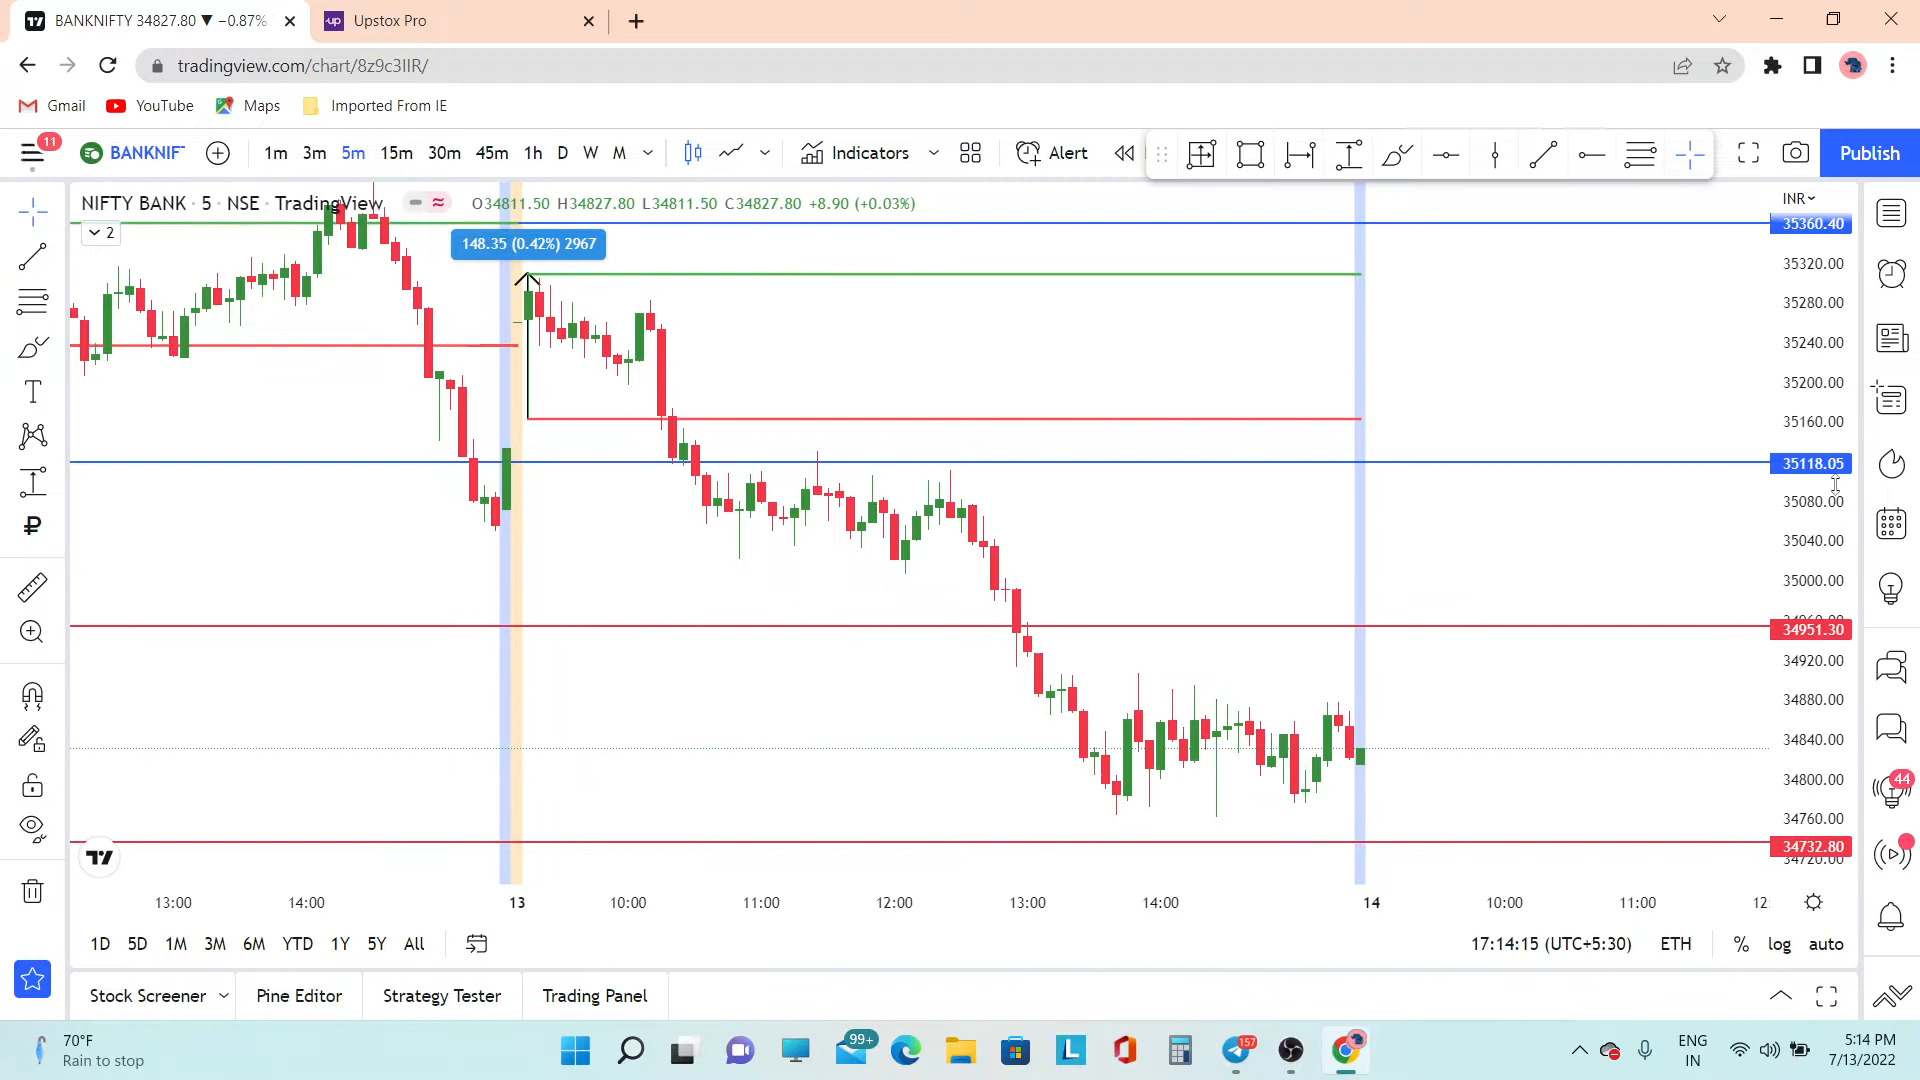 BANKNIFTY 34827.80 ▼ −0.87%
Upstox Pro
tradingview.com/chart/8z9c3IIR/
Gmail
YouTube
Maps
Imported From IE
11
BANKNIF
1m 3m 5m 15m 30m 45m 1h D W M
Indicators
Alert
Publish
NIFTY BANK · 5 · NSE · TradingView
O34811.50 H34827.80 L34811.50 C34827.80 +8.90 (+0.03%)
INR
2
148.35 (0.42%) 2967
35360.40
35320.00
35280.00
35240.00
35200.00
35160.00
35118.05
35080.00
35040.00
35000.00
34951.30
34920.00
34880.00
34840.00
34800.00
34760.00
34732.80
34720.00
44
13:00 14:00 13 10:00 11:00 12:00 13:00 14:00 14 10:00 11:00 12:
1D 5D 1M 3M 6M YTD 1Y 5Y All
17:14:15 (UTC+5:30) ETH % log auto
Stock Screener
Pine Editor
Strategy Tester
Trading Panel
70°F
Rain to stop
99+
157
ENG
IN
5:14 PM
7/13/2022